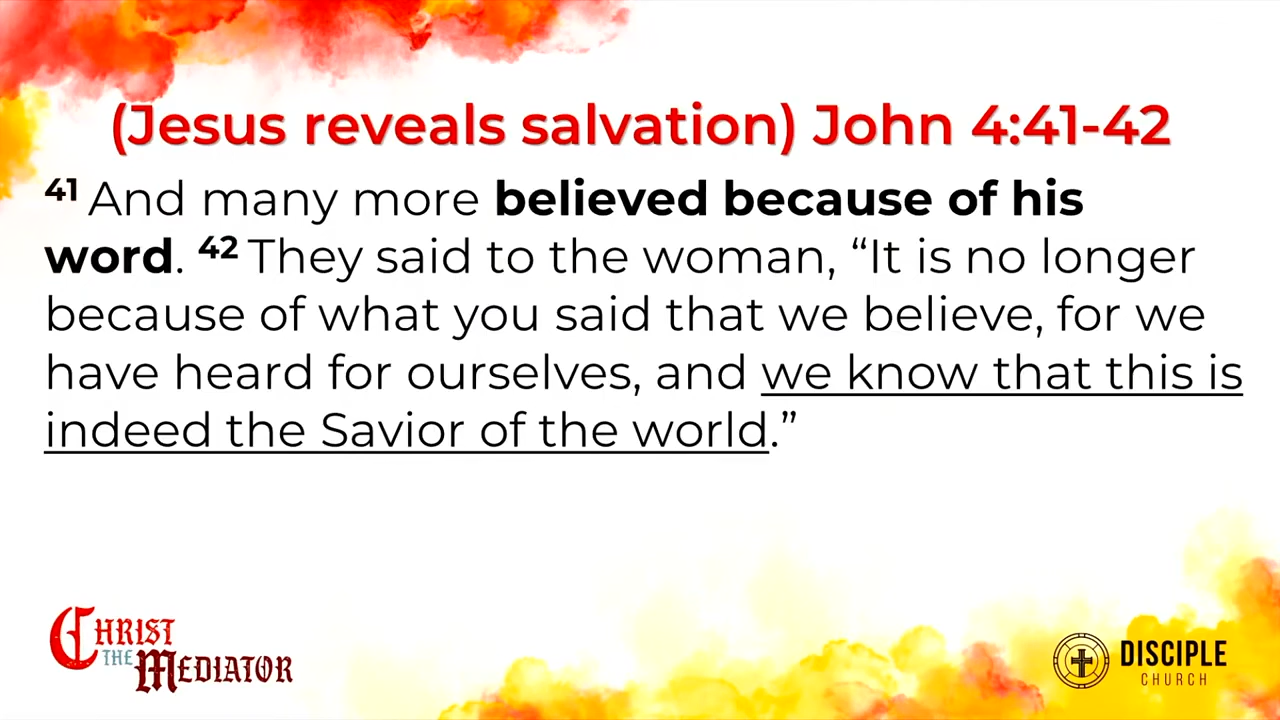 (Jesus reveals salvation) John 4:41-42
41 And many more believed because of his
word. 42 They said to the woman, “It is no longer
because of what you said that we believe, for we
have heard for ourselves, and we know that this is
indeed the Savior of the world.”
CHRIST
THE
MEDIATOR
DISCIPLE
CHURCH